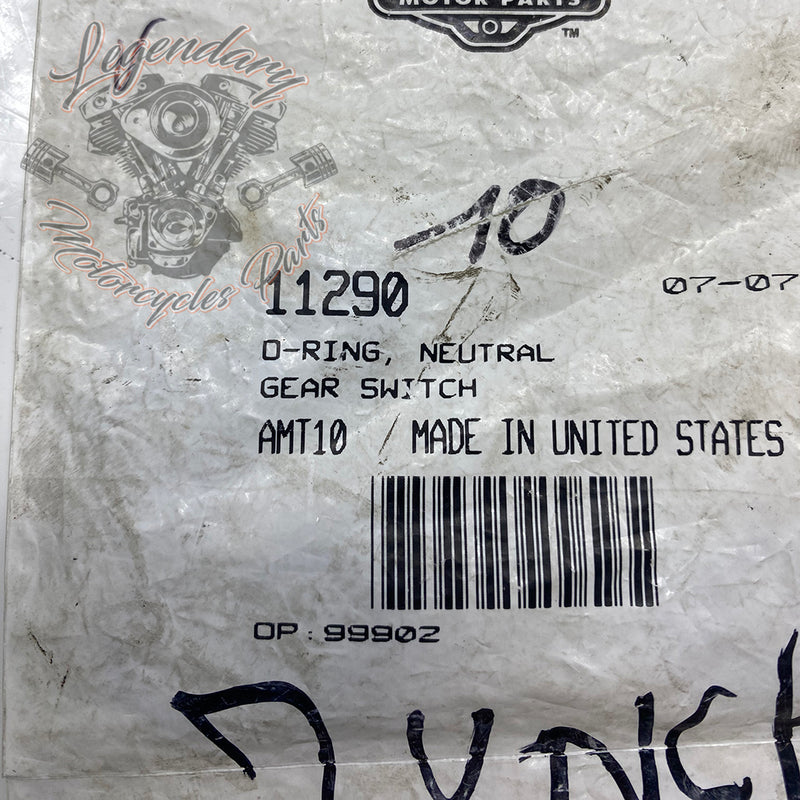 MOTOR PARTS
TM
Legendary
Motorcycles Parts
-10
11290 07-07
O-RING, NEUTRAL
GEAR SWITCH
AMT10 MADE IN UNITED STATES
OP: 99902